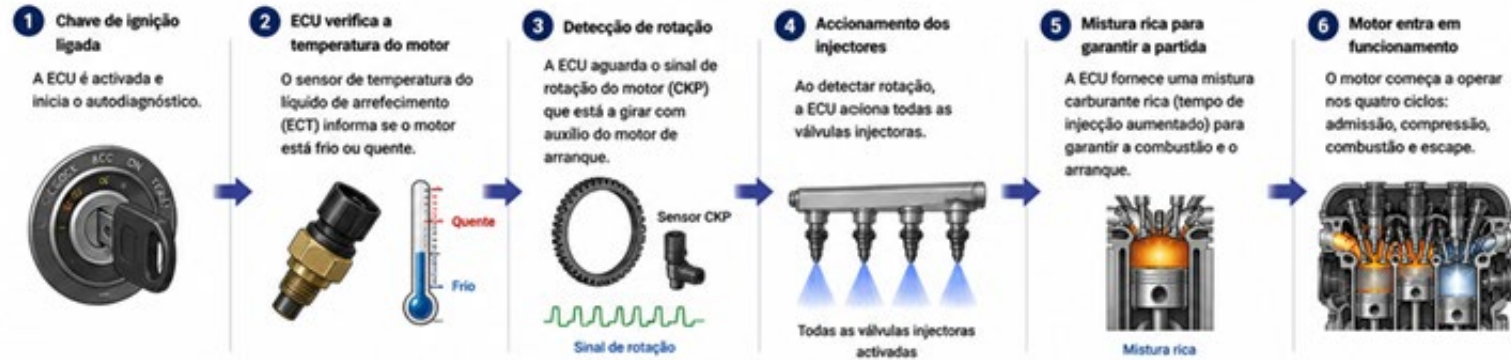 1
Chave de ignição
ligada
A ECU é activada e
inicia o autodiagnóstico.
LOCK ACC ON START
2
ECU verifica a
temperatura do motor
O sensor de temperatura do
líquido de arrefecimento
(ECT) informa se o motor
está frio ou quente.
Quente
Frio
3
Detecção de rotação
A ECU aguarda o sinal de
rotação do motor (CKP)
que está a girar com
auxílio do motor de
arranque.
Sensor CKP
Sinal de rotação
4
Accionamento dos
injectores
Ao detectar rotação,
a ECU aciona todas as
válvulas injectoras.
Todas as válvulas injectoras
activadas
5
Mistura rica para
garantir a partida
A ECU fornece uma mistura
carburante rica (tempo de
injecção aumentado) para
garantir a combustão e o
arranque.
Mistura rica
6
Motor entra em
funcionamento
O motor começa a operar
nos quatro ciclos:
admissão, compressão,
combustão e escape.